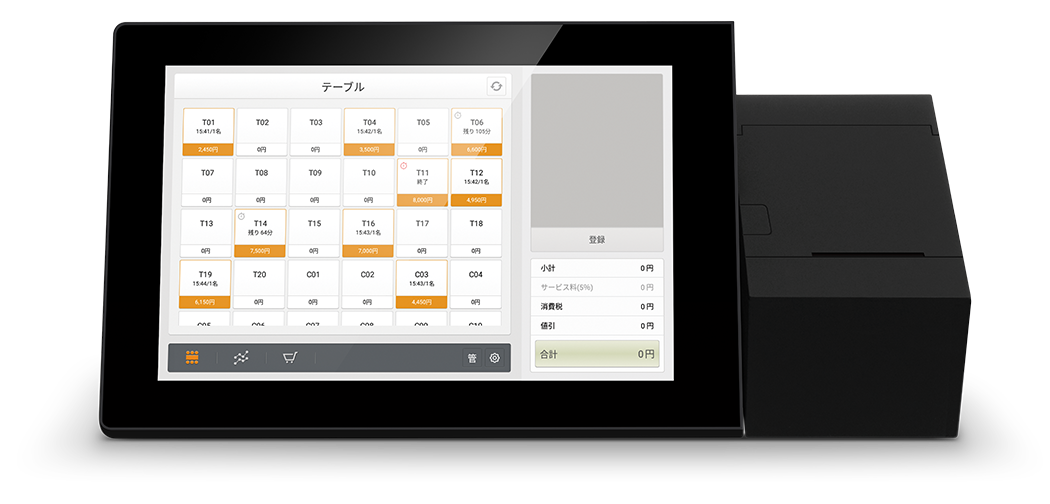 テーブル
T01
15:41/1名
2,450円
T02
0円
T03
0円
T04
15:42/1名
3,500円
T05
0円
T06
残り 105分
6,600円
T07
0円
T08
0円
T09
0円
T10
0円
T11
終了
8,000円
T12
15:42/1名
4,950円
T13
0円
T14
残り 64分
7,500円
T15
0円
T16
15:43/1名
7,000円
T17
0円
T18
0円
T19
15:44/1名
6,150円
T20
0円
C01
0円
C02
0円
C03
15:43/1名
4,450円
C04
0円
C05
C06
C07
C08
C09
C10
管
登録
小計 0円
サービス料(5%) 0円
消費税 0円
値引 0円
合計 0円